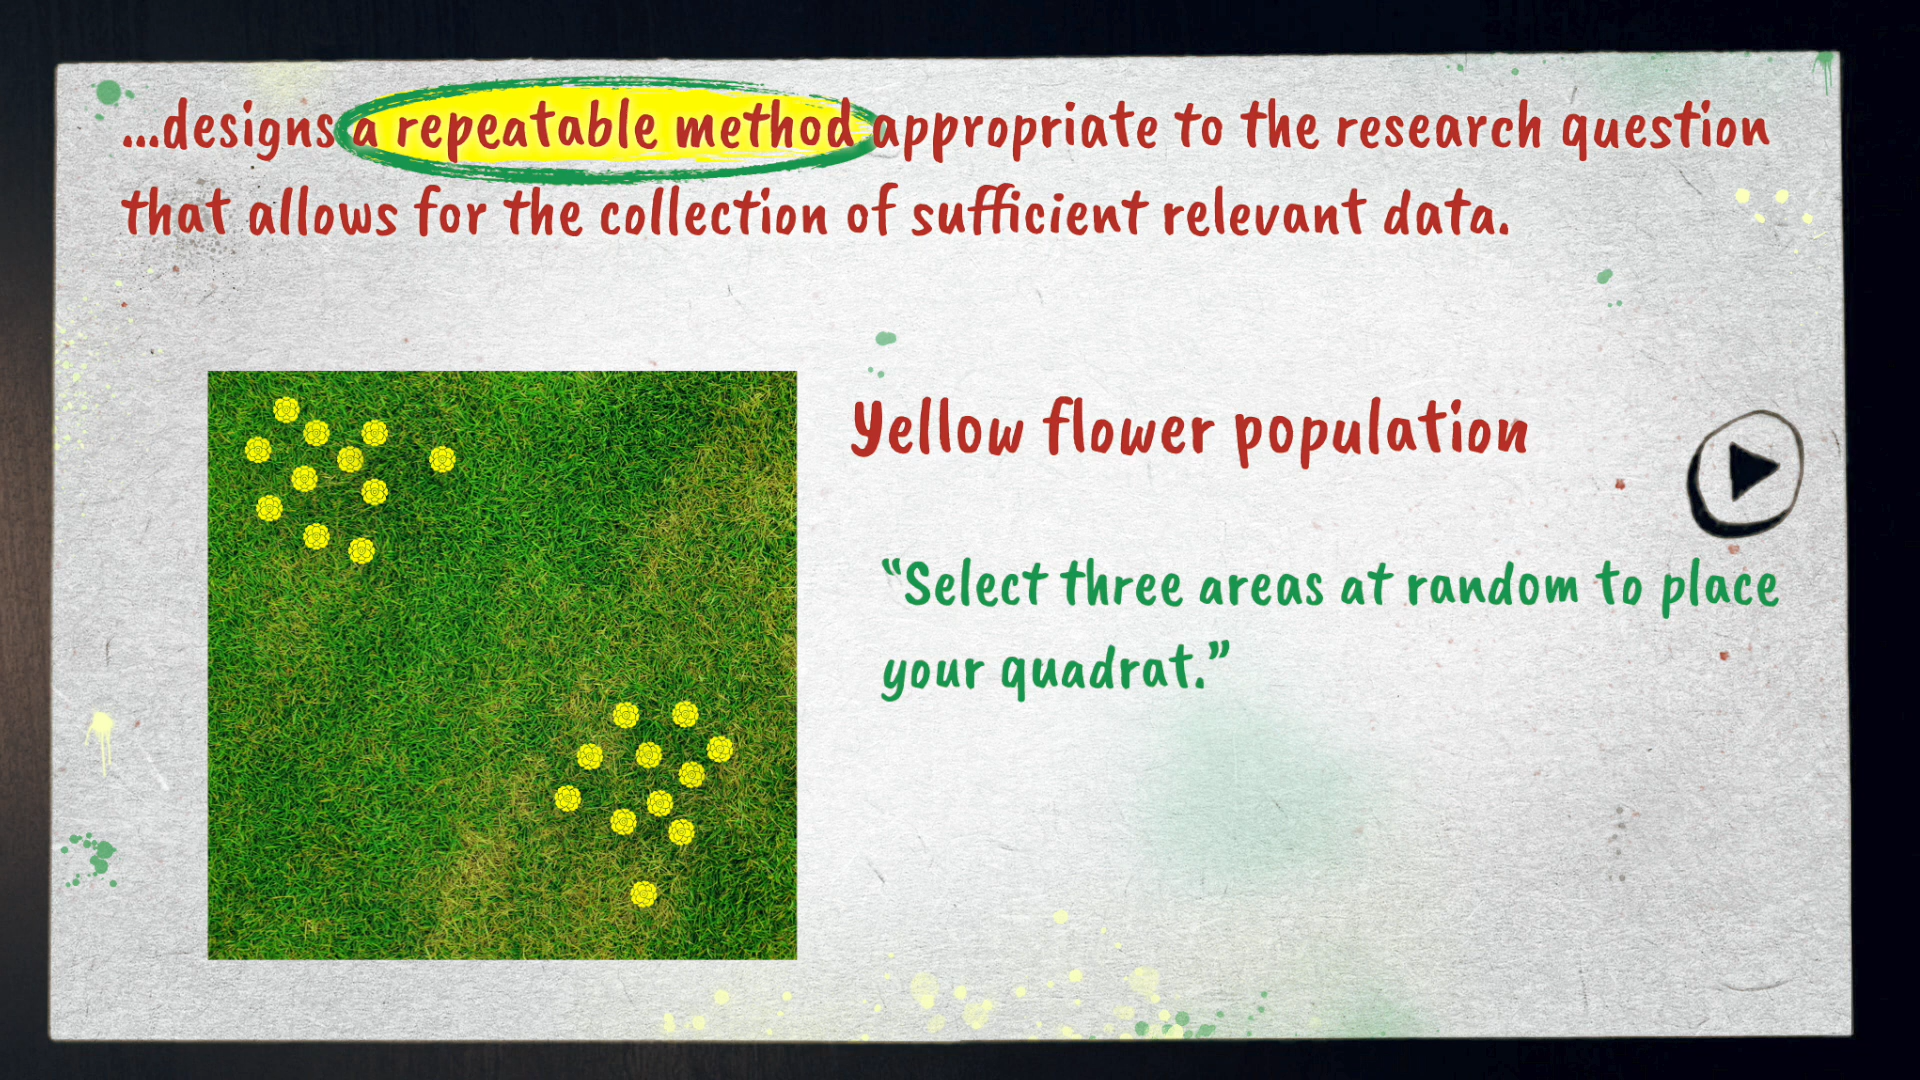 ...designs a repeatable method appropriate to the research question
that allows for the collection of sufficient relevant data.
Yellow flower population
“Select three areas at random to place
your quadrat.”